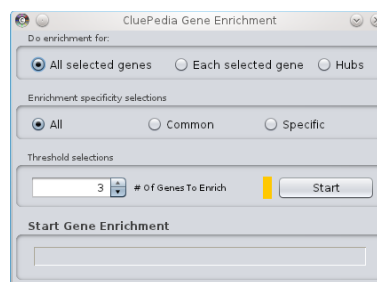 CluePedia Gene Enrichment
Do enrichment for:
All selected genes Each selected gene Hubs
Enrichment specificity selections
All Common Specific
Threshold selections
3 # Of Genes To Enrich Start
Start Gene Enrichment